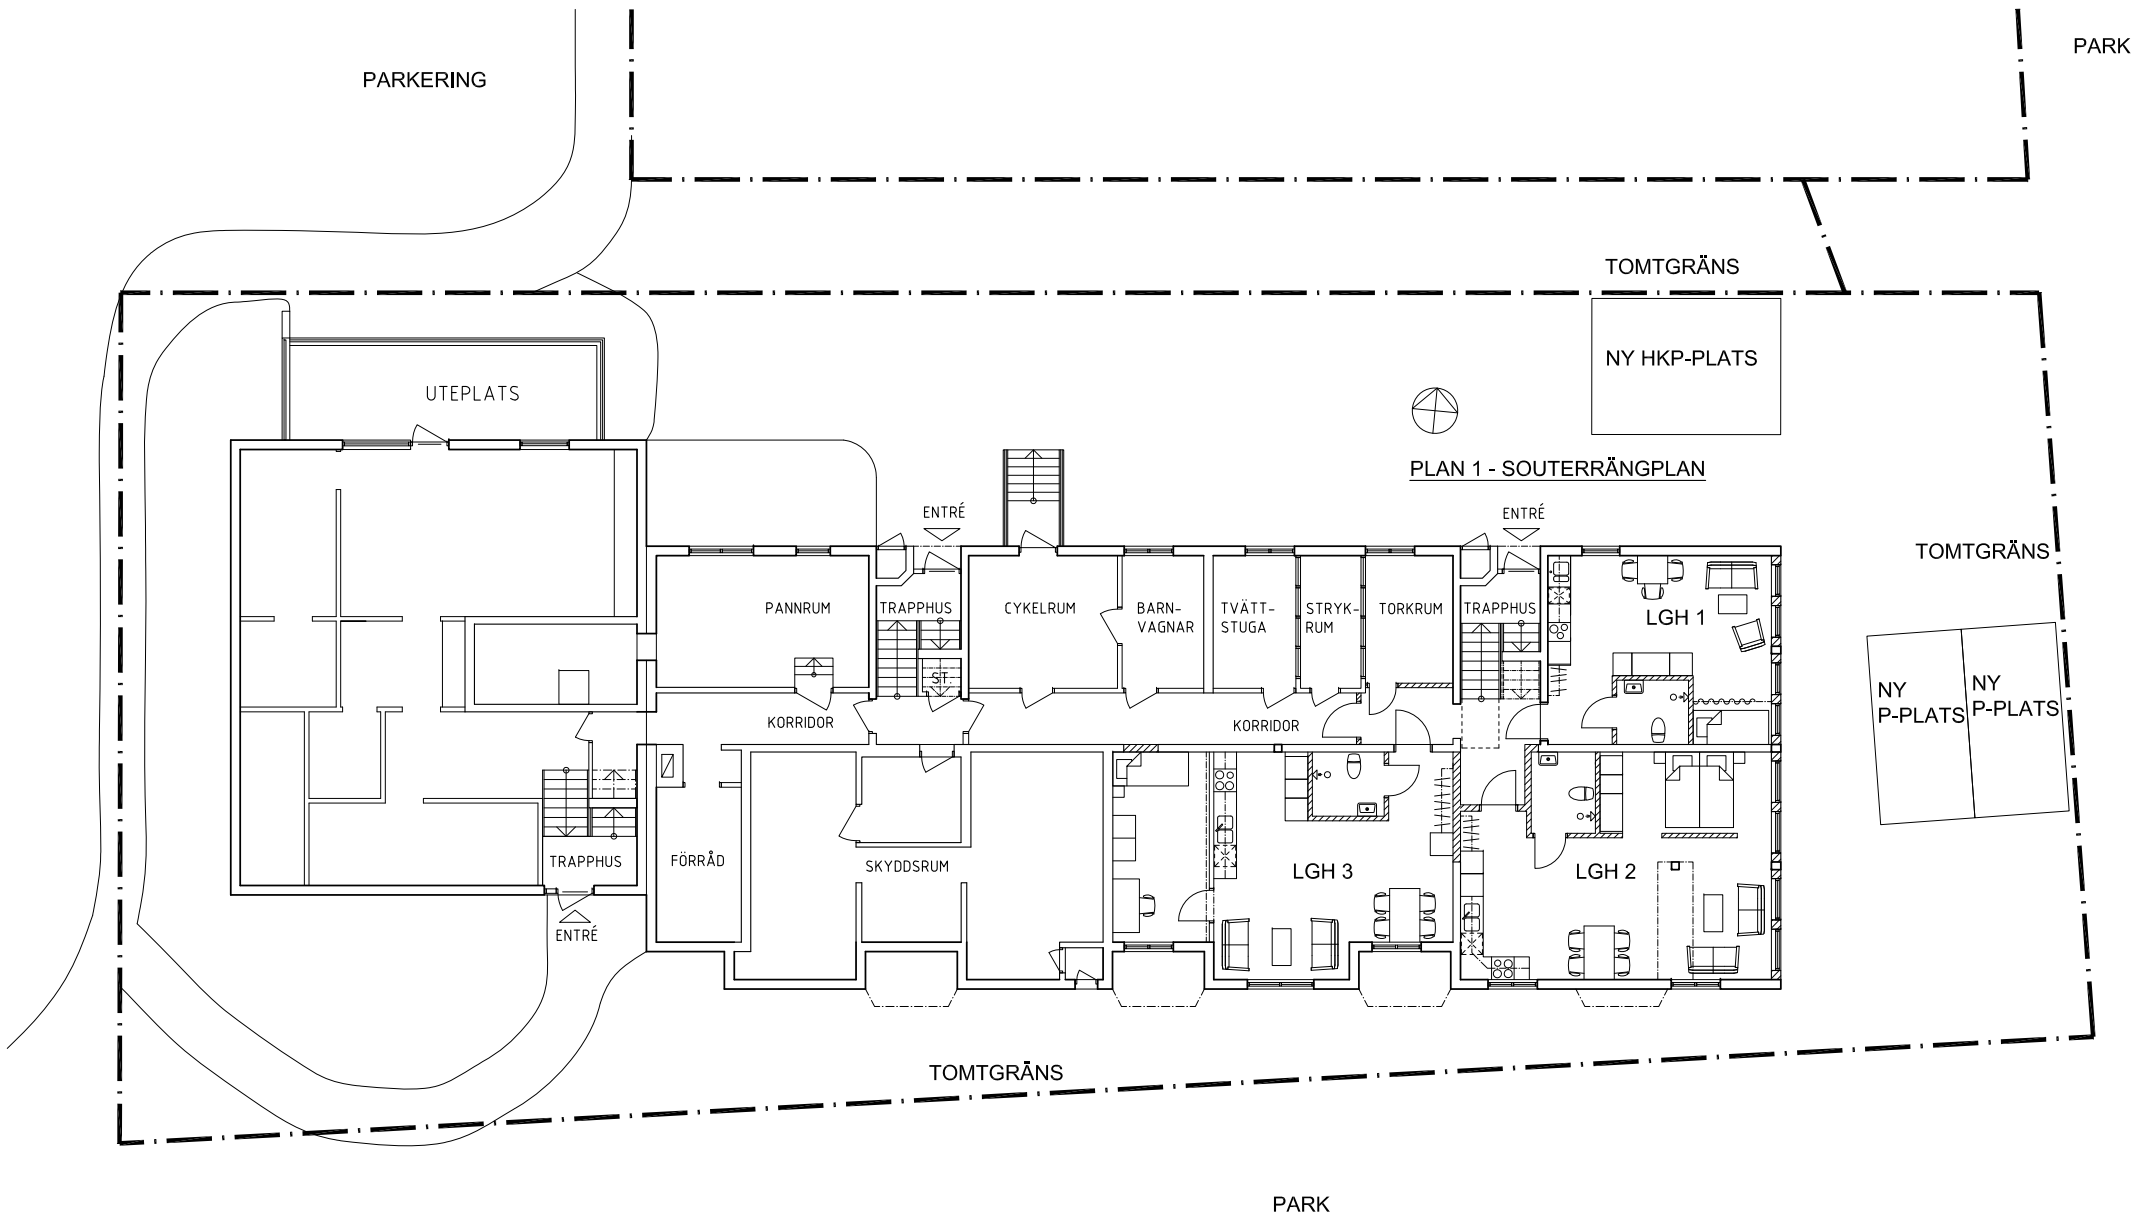 PARK
PARKERING
TOMTGRÄNS
NY HKP-PLATS
UTEPLATS
PLAN 1 - SOUTERRÄNGPLAN
ENTRÉ
ENTRÉ
TOMTGRÄNS
PANNRUM
TRAPPHUS
CYKELRUM
BARN-
VAGNAR
TVÄTT-
STUGA
STRYK-
RUM
TORKRUM
TRAPPHUS
LGH 1
ST.
NY
P-PLATS
NY
P-PLATS
KORRIDOR
KORRIDOR
TRAPPHUS
FÖRRÅD
SKYDDSRUM
LGH 3
LGH 2
ENTRÉ
TOMTGRÄNS
PARK